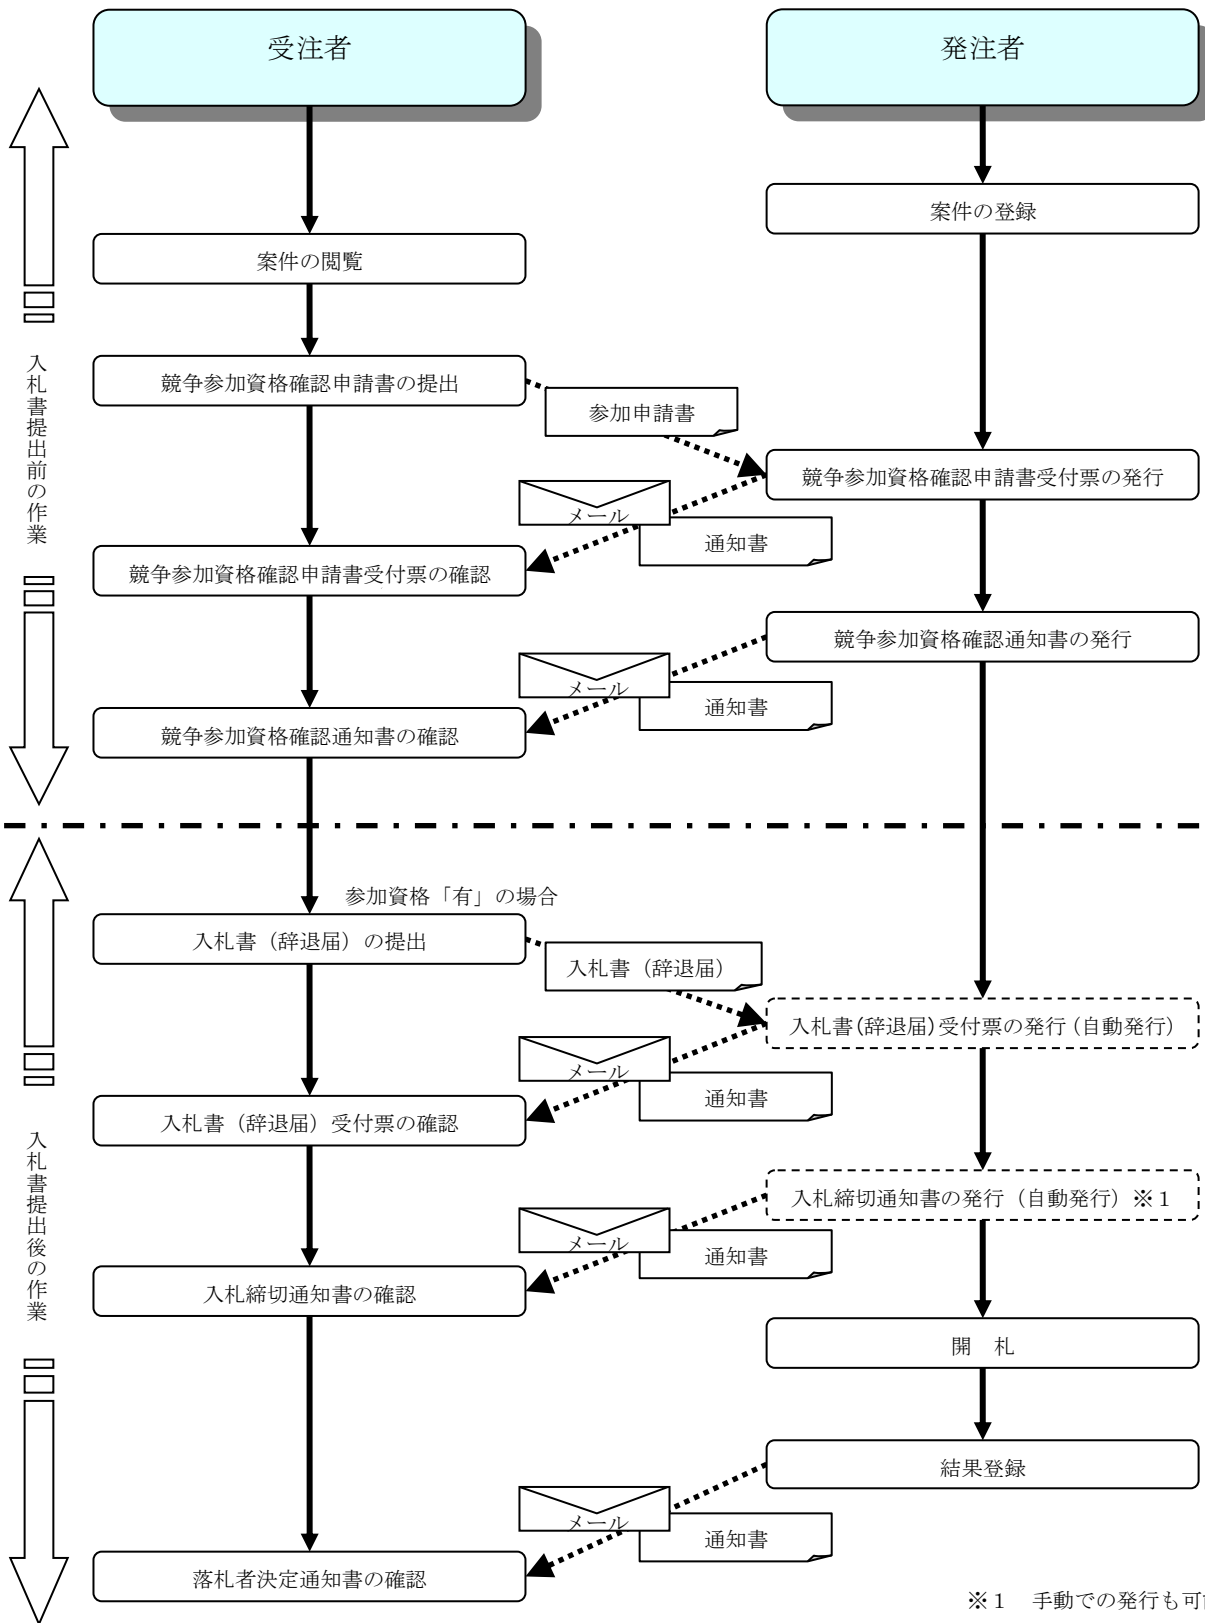 受注者
発注者
案件の登録
案件の閲覧
競争参加資格確認申請書の提出
参加申請書
競争参加資格確認申請書受付票の発行
メール
通知書
競争参加資格確認申請書受付票の確認
競争参加資格確認通知書の発行
メール
通知書
競争参加資格確認通知書の確認
入札書提出前の作業
参加資格「有」の場合
入札書（辞退届）の提出
入札書（辞退届）
入札書(辞退届)受付票の発行(自動発行)
メール
通知書
入札書（辞退届）受付票の確認
入札締切通知書の発行（自動発行）※１
メール
通知書
入札締切通知書の確認
入札書提出後の作業
開　札
結果登録
メール
通知書
落札者決定通知書の確認
※１　手動での発行も可